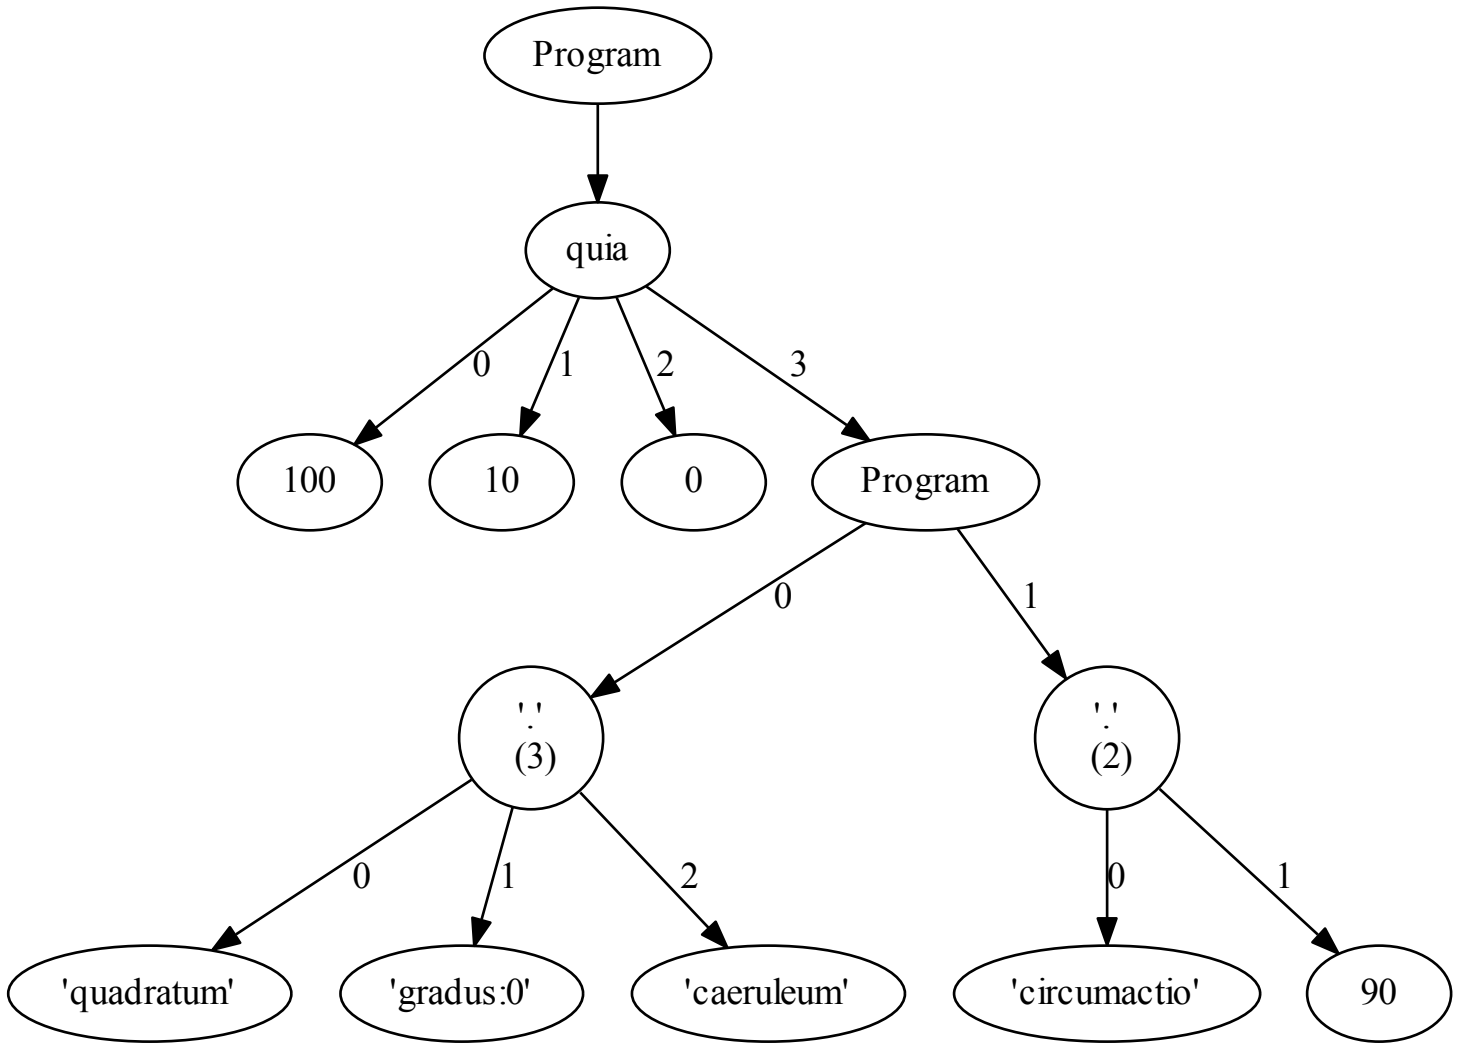 Program
quia
0 1 2 3
100 10 0 Program
0 1
'.'
(3)
'.'
(2)
0 1 2 0 1
'quadratum' 'gradus:0' 'caeruleum' 'circumactio' 90